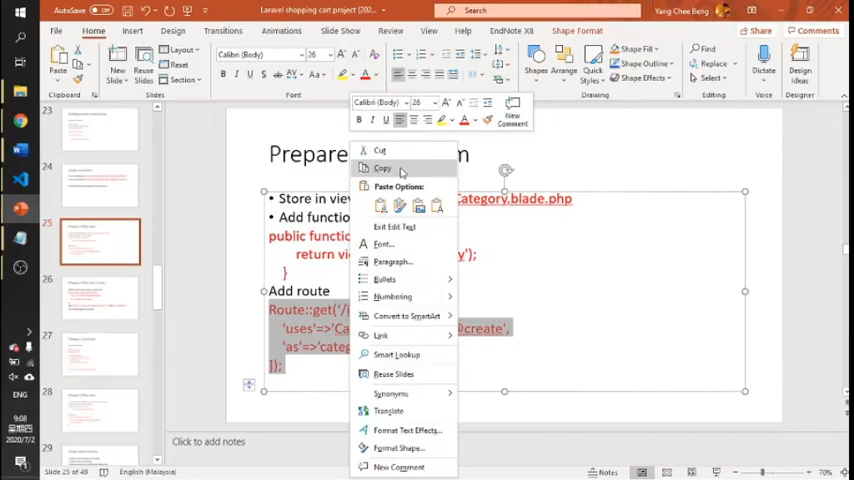 AutoSave Off
Laravel shopping cart project [202...
Search
Yang Chee Beng
File Home Insert Design Transitions Animations Slide Show Review View EndNote X8 Shape Format
Share Comments
Paste
New Slide
Reuse Slides
Layout
Reset
Section
Calibri (Body) 26
Shapes Arrange Quick Styles
Shape Fill
Shape Outline
Shape Effects
Find
Replace
Select
Dictate
Design Ideas
Clipboard Slides Font Drawing Editing Voice Designer
Calibri (Body) 26
B I U
New Comment
23
24
25
26
27
28
29
Cut
Copy
Paste Options:
Exit Edit Text
Font...
Paragraph...
Bullets
Numbering
Convert to SmartArt
Link
Smart Lookup
Reuse Slides
Synonyms
Translate
Format Text Effects...
Format Shape...
New Comment
Prepare
• Store in view
Category.blade.php
• Add functio
public function
return vie
y');
}
Add route
Route::get('/i
'uses'=>'Ca
@create',
'as'=>'categ
]);
Click to add notes
ENG
9:08
星期四
2020/7/2
Slide 25 of 49 English (Malaysia)
Notes
70%